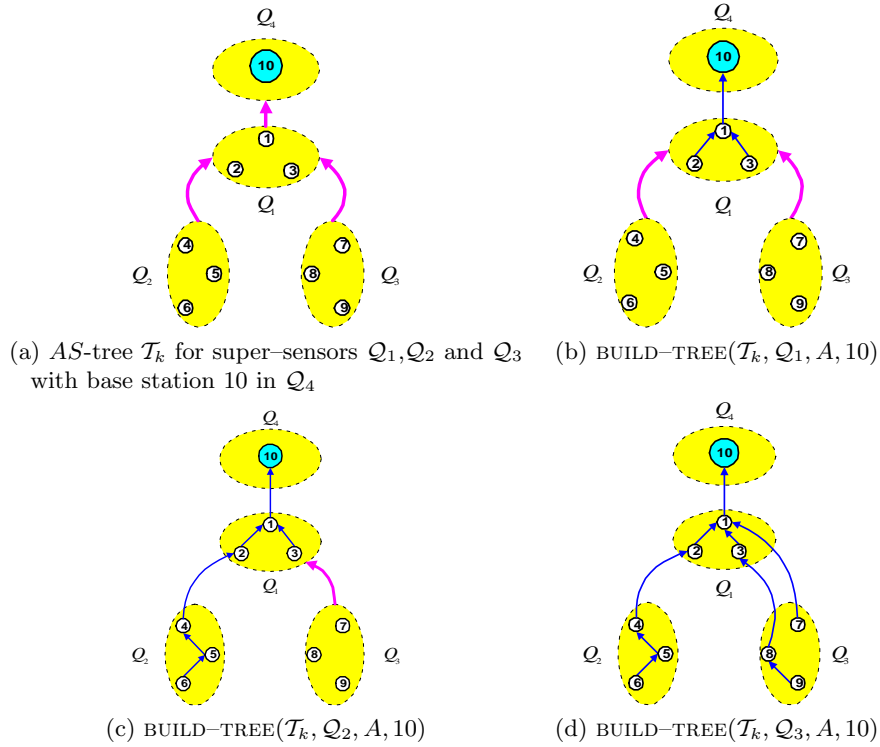 Q₄ Q₄
10 10
1 1
2 3 2 3
Q₁ Q₁
4 7 4 7
Q₂ 5 8 Q₃ Q₂ 5 8 Q₃
6 9 6 9
(a) AS-tree 𝒯ₖ for super–sensors 𝒬₁,𝒬₂ and 𝒬₃
with base station 10 in 𝒬₄
(b) BUILD–TREE(𝒯ₖ, 𝒬₁, A, 10)
Q₄ Q₄
10 10
1 1
2 3 2 3
Q₁ Q₁
4 7 4 7
Q₂ 5 8 Q₃ Q₂ 5 8 Q₃
6 9 6 9
(c) BUILD–TREE(𝒯ₖ, 𝒬₂, A, 10)
(d) BUILD–TREE(𝒯ₖ, 𝒬₃, A, 10)